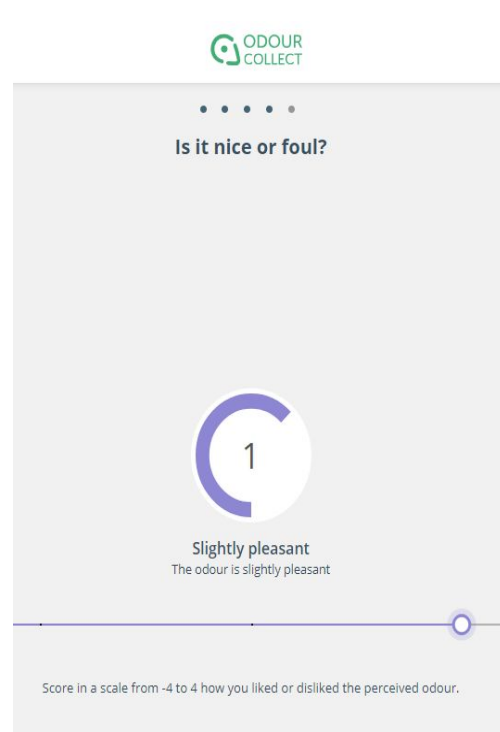 ODOUR
COLLECT
Is it nice or foul?
1
Slightly pleasant
The odour is slightly pleasant
Score in a scale from -4 to 4 how you liked or disliked the perceived odour.